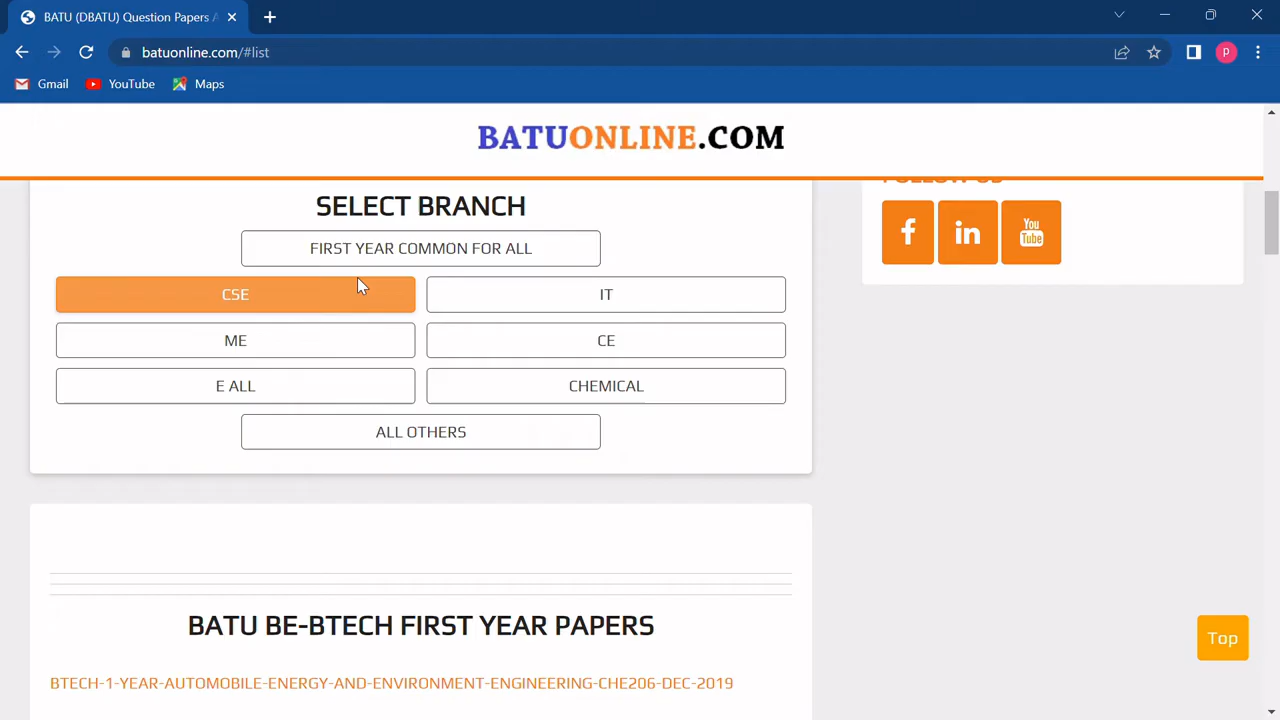 BATU (DBATU) Question Papers
batuonline.com/#list
P
Gmail
YouTube
Maps
BATUONLINE.COM
SELECT BRANCH
FIRST YEAR COMMON FOR ALL
CSE
IT
ME
CE
E ALL
CHEMICAL
ALL OTHERS
You
Tube
BATU BE-BTECH FIRST YEAR PAPERS
BTECH-1-YEAR-AUTOMOBILE-ENERGY-AND-ENVIRONMENT-ENGINEERING-CHE206-DEC-2019
Top